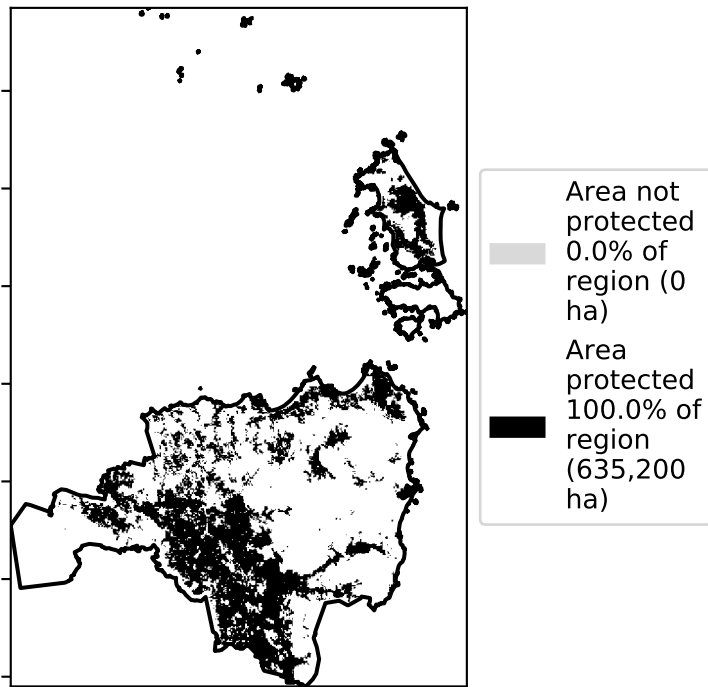 Area not
protected
0.0% of
region (0
ha)
Area
protected
100.0% of
region
(635,200
ha)